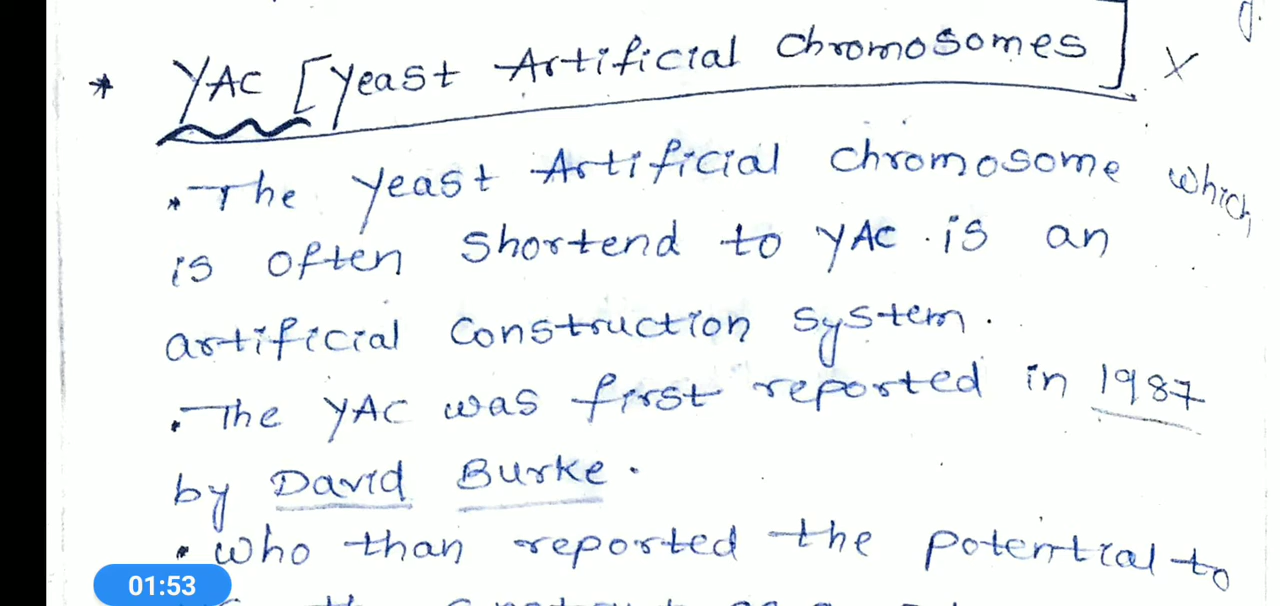 * YAC [Yeast Artificial Chromosomes]
The Yeast Artificial Chromosome which
is often shortend to YAC is an
artificial construction system.
The YAC was first reported in 1987
by David Burke.
Who than reported the potential to
01:53